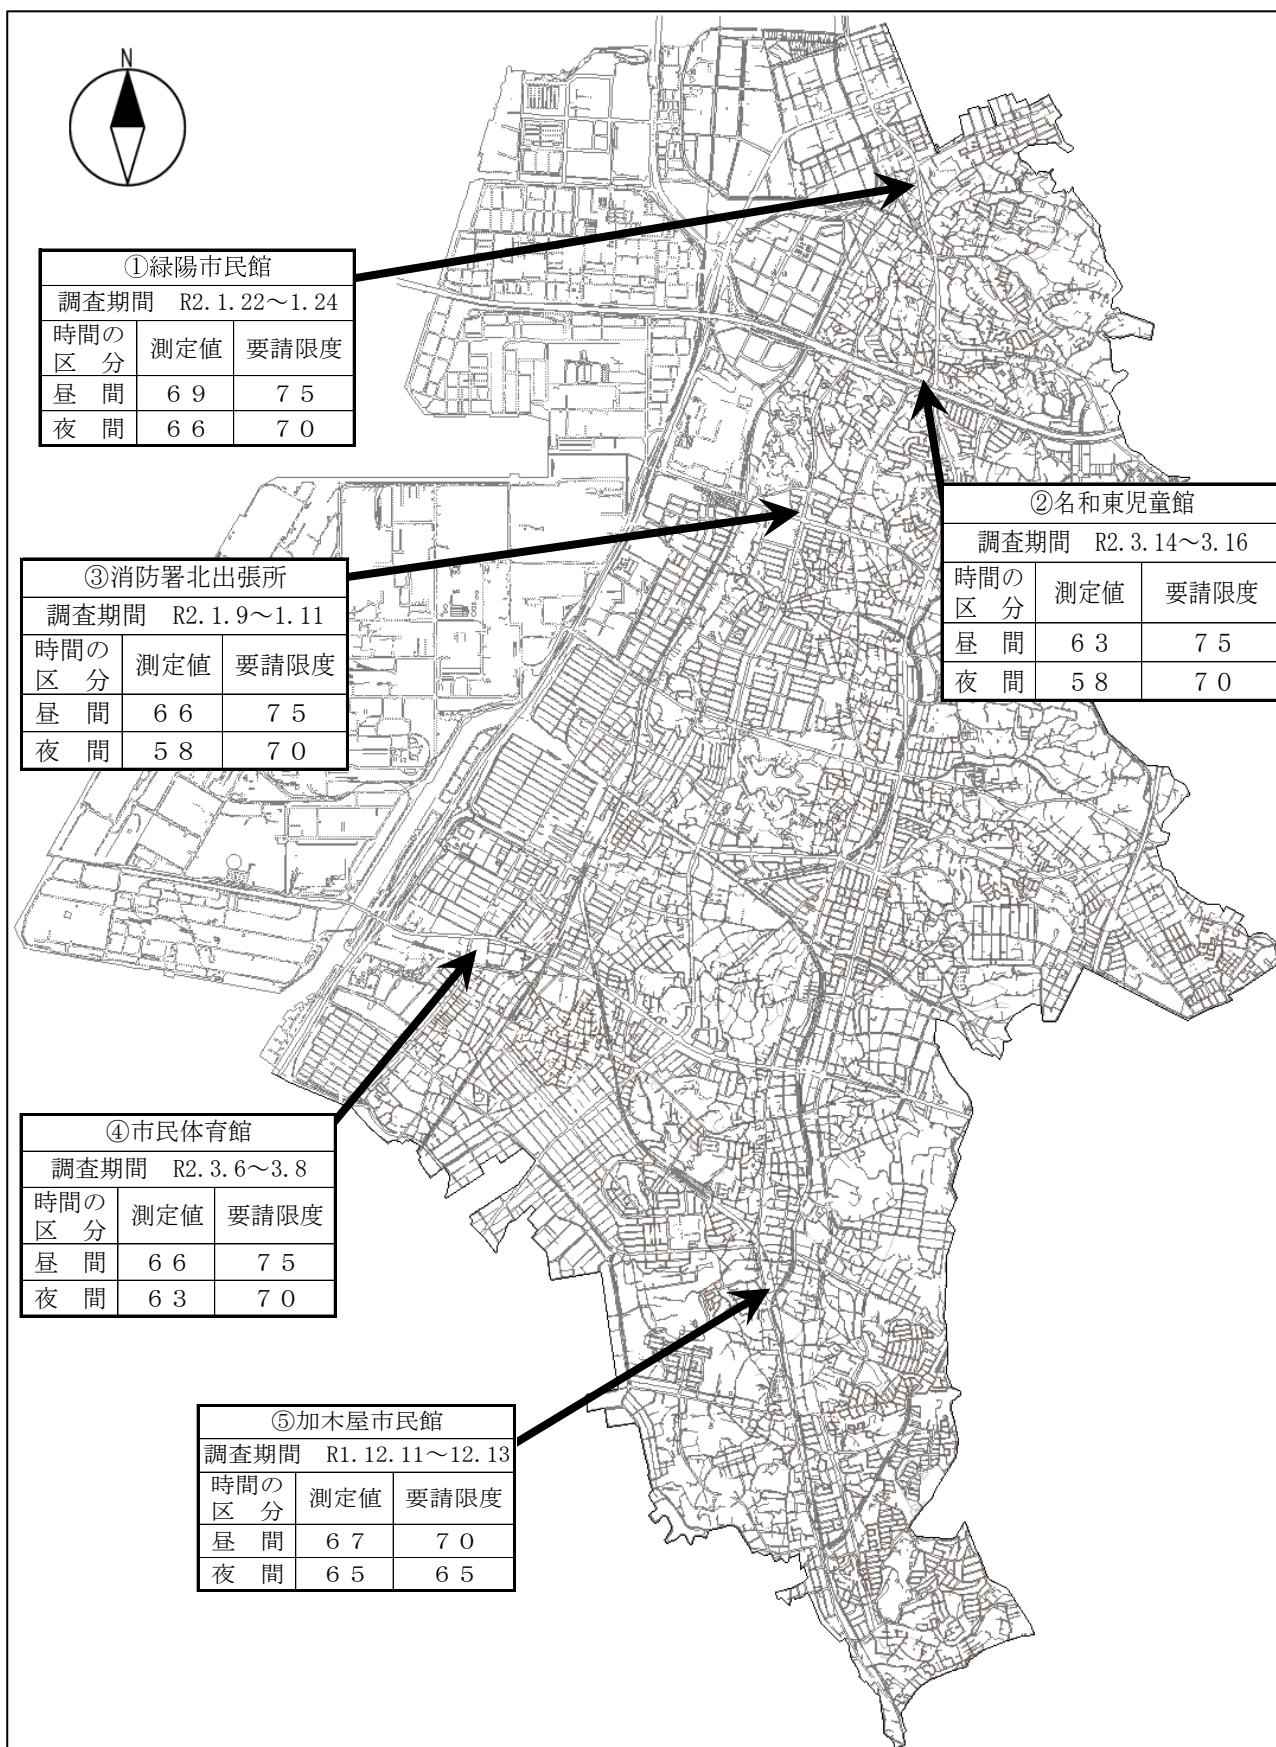 N
①緑陽市民館
調査期間 R2.1.22～1.24
時間の区 分 測定値 要請限度
昼 間 69 75
夜 間 66 70
②名和東児童館
調査期間 R2.3.14～3.16
時間の区 分 測定値 要請限度
昼 間 63 75
夜 間 58 70
③消防署北出張所
調査期間 R2.1.9～1.11
時間の区 分 測定値 要請限度
昼 間 66 75
夜 間 58 70
④市民体育館
調査期間 R2.3.6～3.8
時間の区 分 測定値 要請限度
昼 間 66 75
夜 間 63 70
⑤加木屋市民館
調査期間 R1.12.11～12.13
時間の区 分 測定値 要請限度
昼 間 67 70
夜 間 65 65